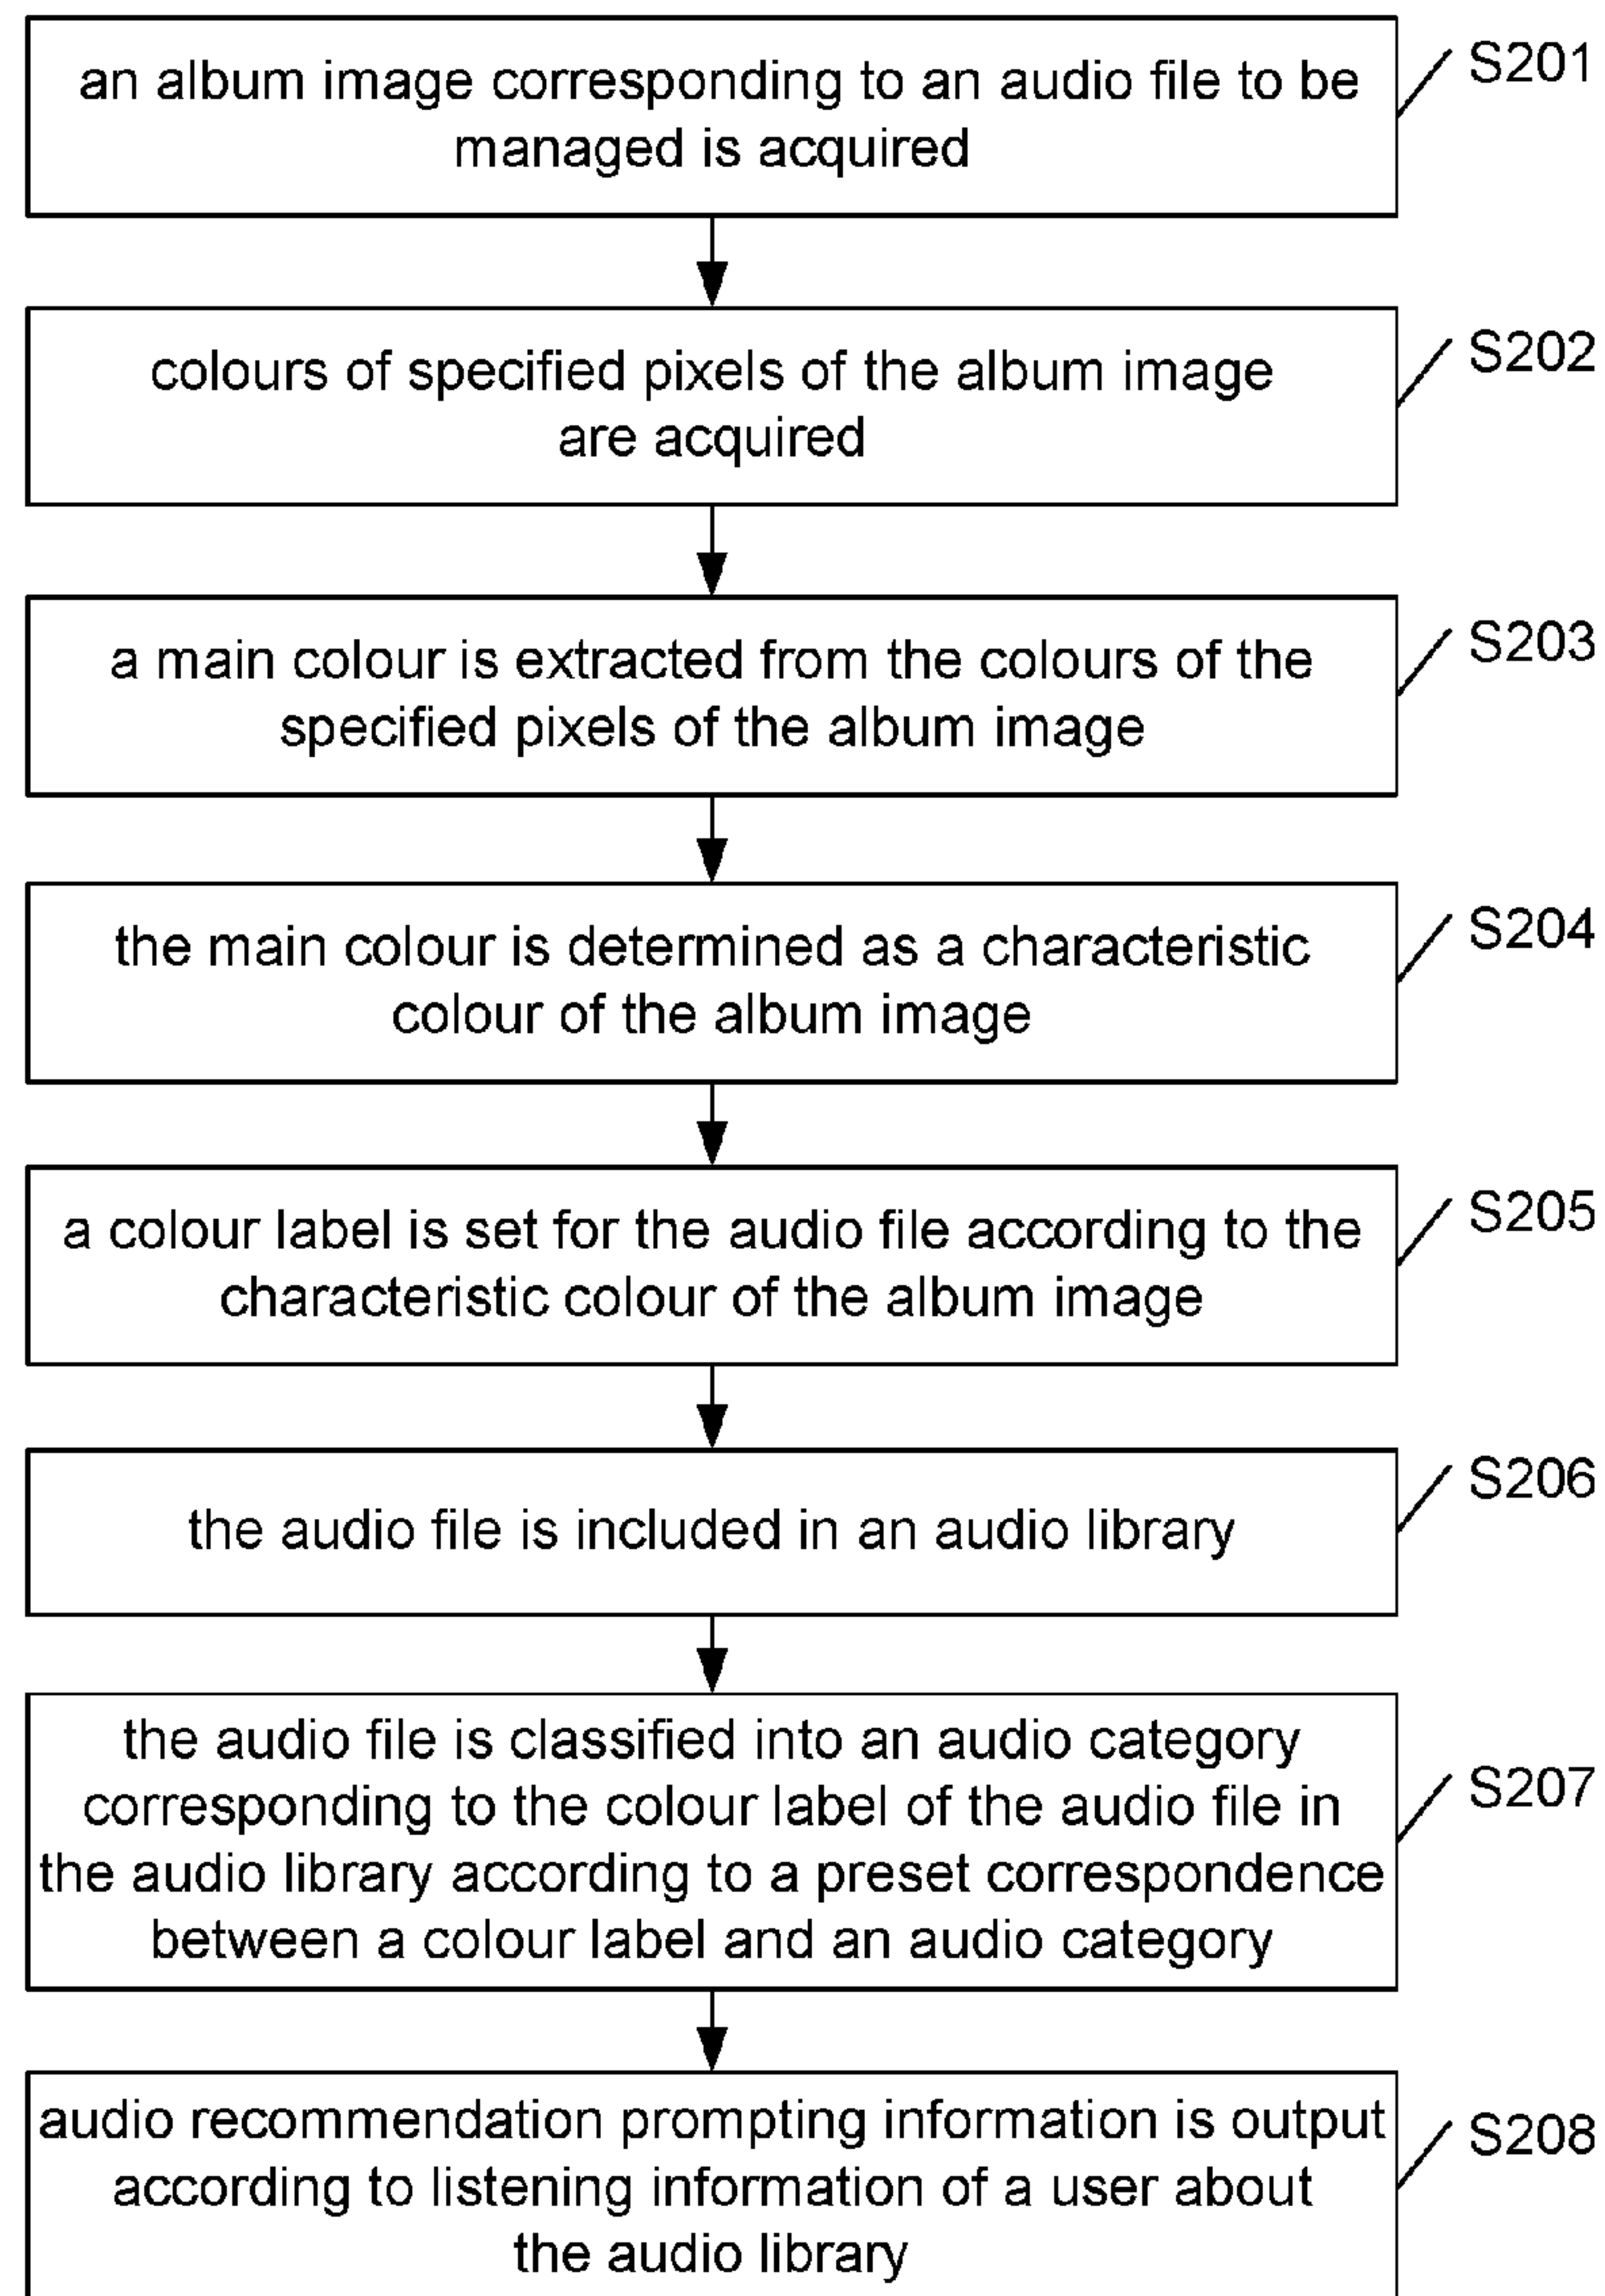 an album image corresponding to an audio file to be
managed is acquired
S201
colours of specified pixels of the album image
are acquired
S202
a main colour is extracted from the colours of the
specified pixels of the album image
S203
the main colour is determined as a characteristic
colour of the album image
S204
a colour label is set for the audio file according to the
characteristic colour of the album image
S205
the audio file is included in an audio library
S206
the audio file is classified into an audio category
corresponding to the colour label of the audio file in
the audio library according to a preset correspondence
between a colour label and an audio category
S207
audio recommendation prompting information is output
according to listening information of a user about
the audio library
S208